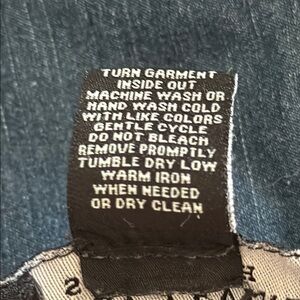 TURN GARMENT
INSIDE OUT
MACHINE WASH OR
HAND WASH COLD
WITH LIKE COLORS
GENTLE CYCLE
DO NOT BLEACH
REMOVE PROMPTLY
TUMBLE DRY LOW
WARM IRON
WHEN NEEDED
OR DRY CLEAN